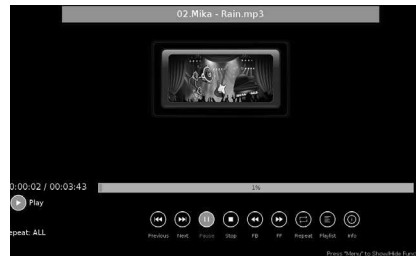 02.Mika - Rain.mp3
0:00:02 / 00:03:43
1%
Play
Previous Next Pause Stop FB FF Repeat Playlist Info
epeat: ALL
Press "Menu" to Show/Hide Func